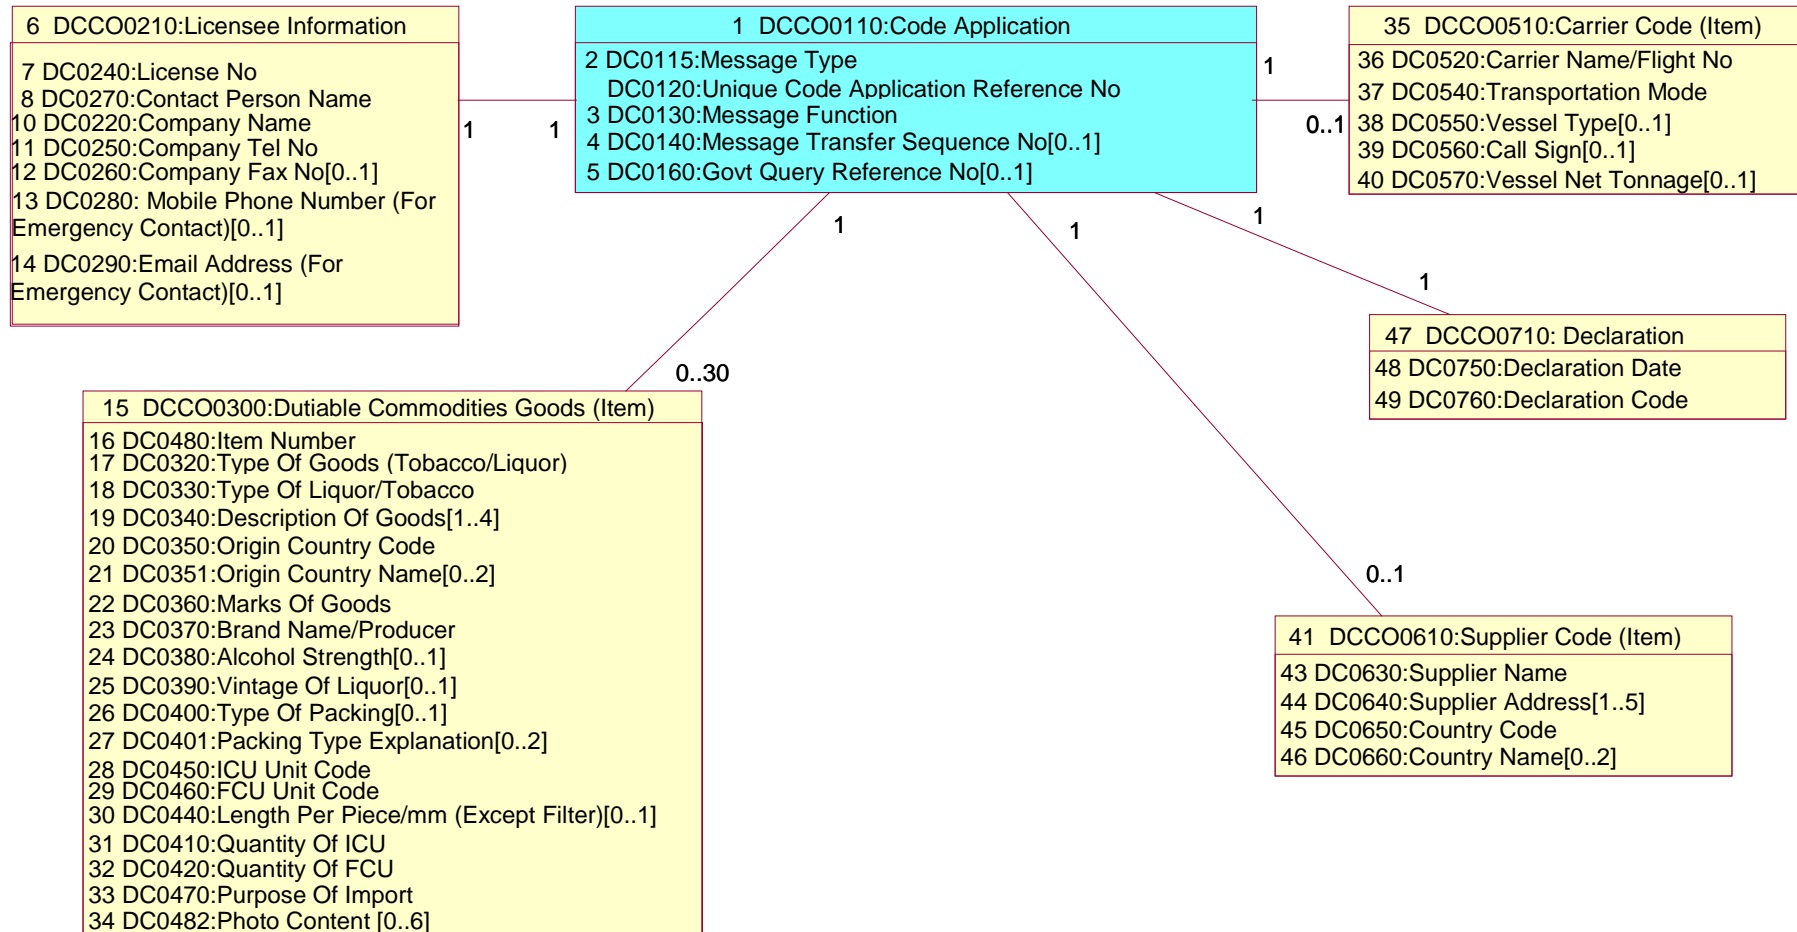 6 DCCO0210:Licensee Information
7 DC0240:License No
8 DC0270:Contact Person Name
10 DC0220:Company Name
11 DC0250:Company Tel No
12 DC0260:Company Fax No[0..1]
13 DC0280: Mobile Phone Number (For
Emergency Contact)[0..1]
14 DC0290:Email Address (For
Emergency Contact)[0..1]
1
1
1 DCCO0110:Code Application
2 DC0115:Message Type
DC0120:Unique Code Application Reference No
3 DC0130:Message Function
4 DC0140:Message Transfer Sequence No[0..1]
5 DC0160:Govt Query Reference No[0..1]
1
0..1
35 DCCO0510:Carrier Code (Item)
36 DC0520:Carrier Name/Flight No
37 DC0540:Transportation Mode
38 DC0550:Vessel Type[0..1]
39 DC0560:Call Sign[0..1]
40 DC0570:Vessel Net Tonnage[0..1]
1
1
1
1
47 DCCO0710: Declaration
48 DC0750:Declaration Date
49 DC0760:Declaration Code
0..30
15 DCCO0300:Dutiable Commodities Goods (Item)
16 DC0480:Item Number
17 DC0320:Type Of Goods (Tobacco/Liquor)
18 DC0330:Type Of Liquor/Tobacco
19 DC0340:Description Of Goods[1..4]
20 DC0350:Origin Country Code
21 DC0351:Origin Country Name[0..2]
22 DC0360:Marks Of Goods
23 DC0370:Brand Name/Producer
24 DC0380:Alcohol Strength[0..1]
25 DC0390:Vintage Of Liquor[0..1]
26 DC0400:Type Of Packing[0..1]
27 DC0401:Packing Type Explanation[0..2]
28 DC0450:ICU Unit Code
29 DC0460:FCU Unit Code
30 DC0440:Length Per Piece/mm (Except Filter)[0..1]
31 DC0410:Quantity Of ICU
32 DC0420:Quantity Of FCU
33 DC0470:Purpose Of Import
34 DC0482:Photo Content [0..6]
0..1
41 DCCO0610:Supplier Code (Item)
43 DC0630:Supplier Name
44 DC0640:Supplier Address[1..5]
45 DC0650:Country Code
46 DC0660:Country Name[0..2]